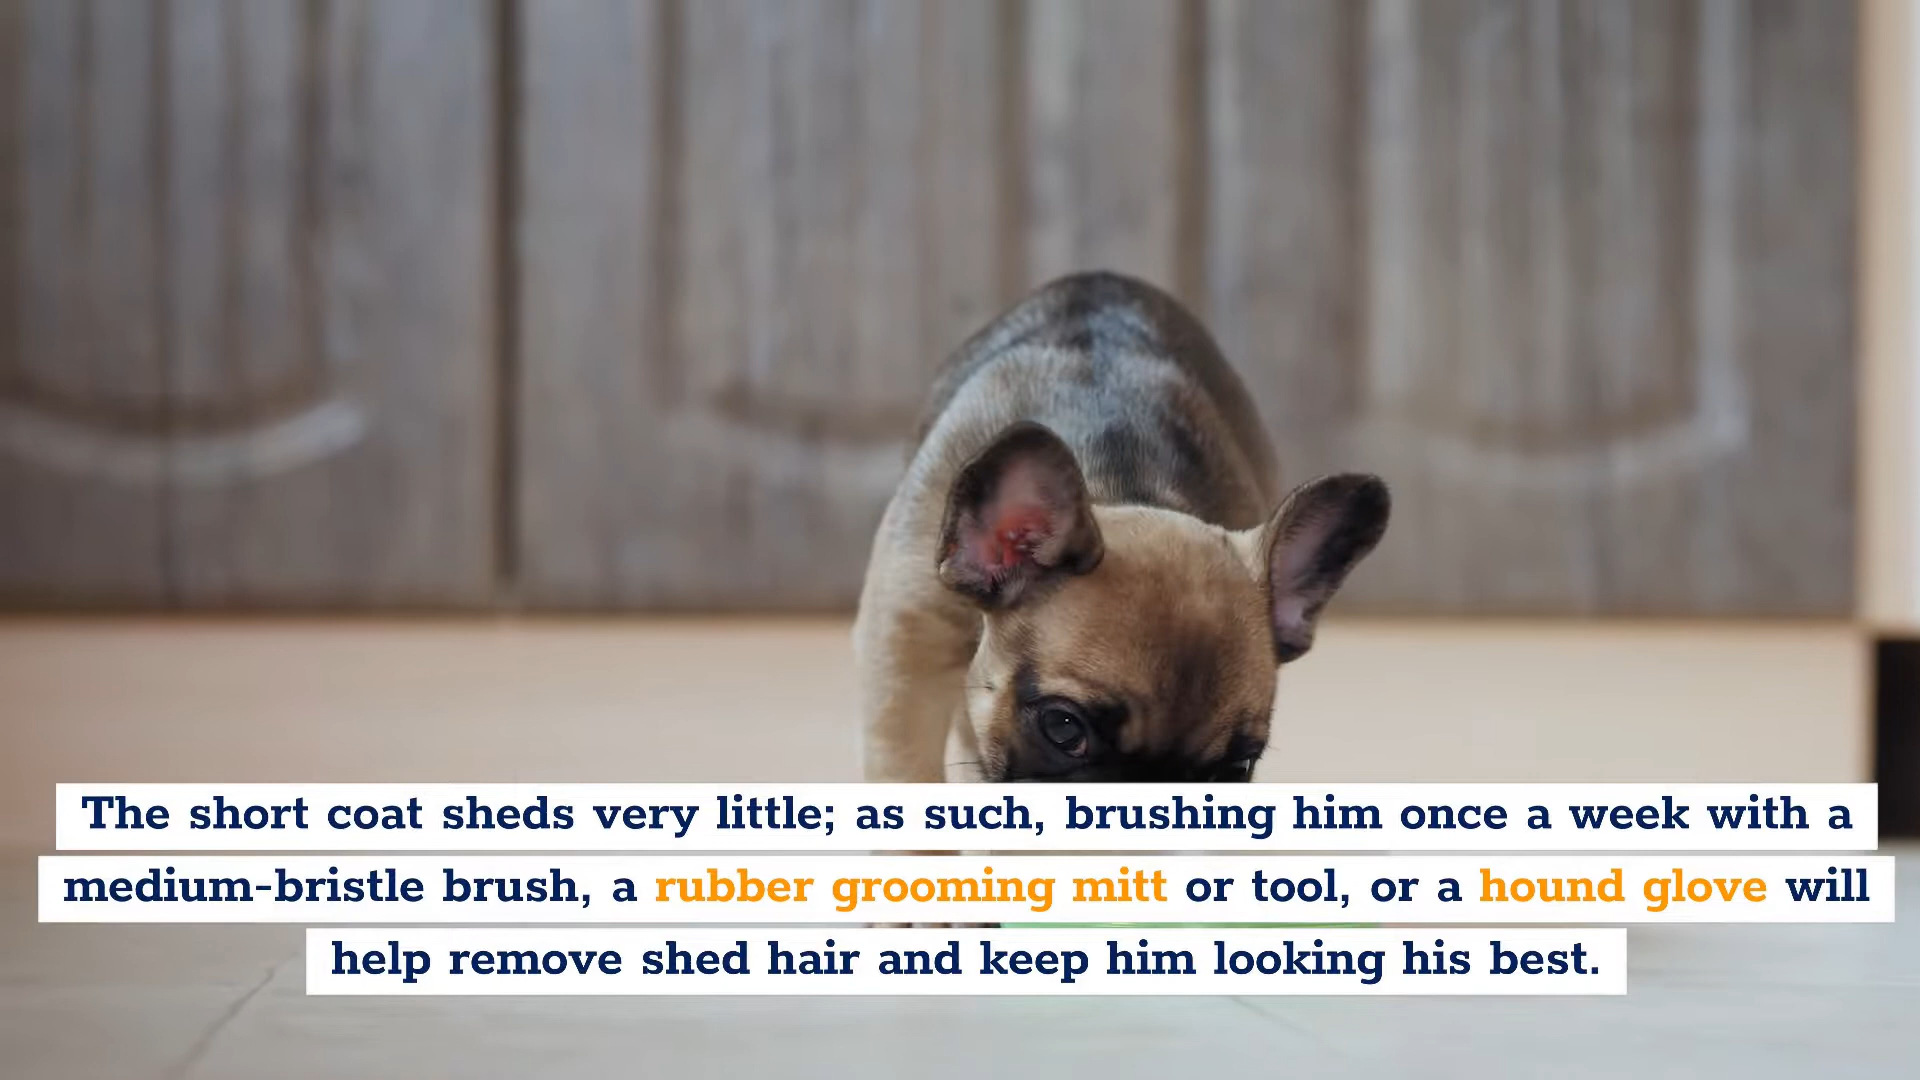 The short coat sheds very little; as such, brushing him once a week with a
medium-bristle brush, a rubber grooming mitt or tool, or a hound glove will
help remove shed hair and keep him looking his best.